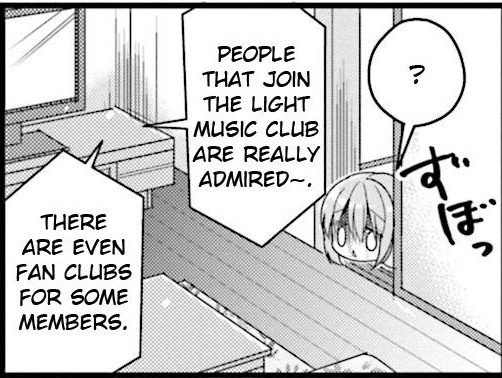 ?
ずぼっ
PEOPLE
THAT JOIN
THE LIGHT
MUSIC CLUB
ARE REALLY
ADMIRED~.
THERE
ARE EVEN
FAN CLUBS
FOR SOME
MEMBERS.